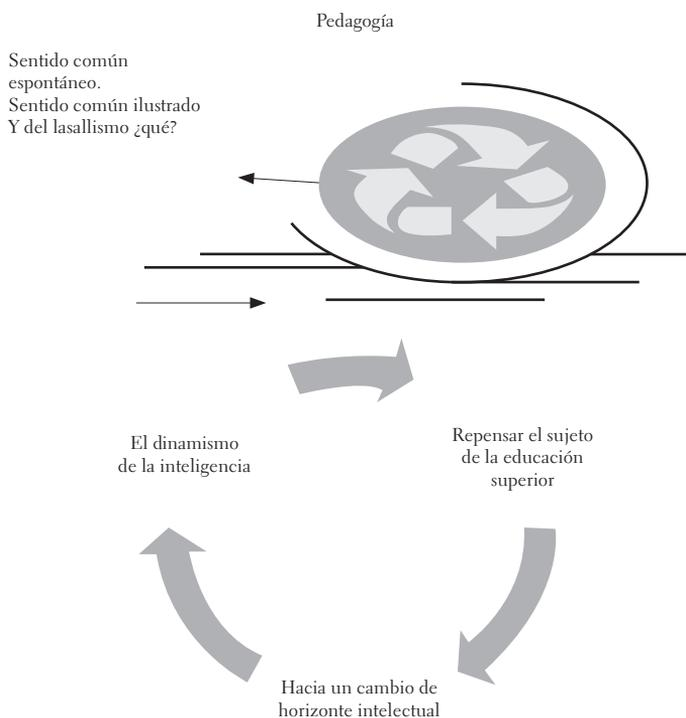 Pedagogía
Sentido común
espontáneo.
Sentido común ilustrado
Y del lasallismo ¿qué?
El dinamismo
de la inteligencia
Repensar el sujeto
de la educación
superior
Hacia un cambio de
horizonte intelectual